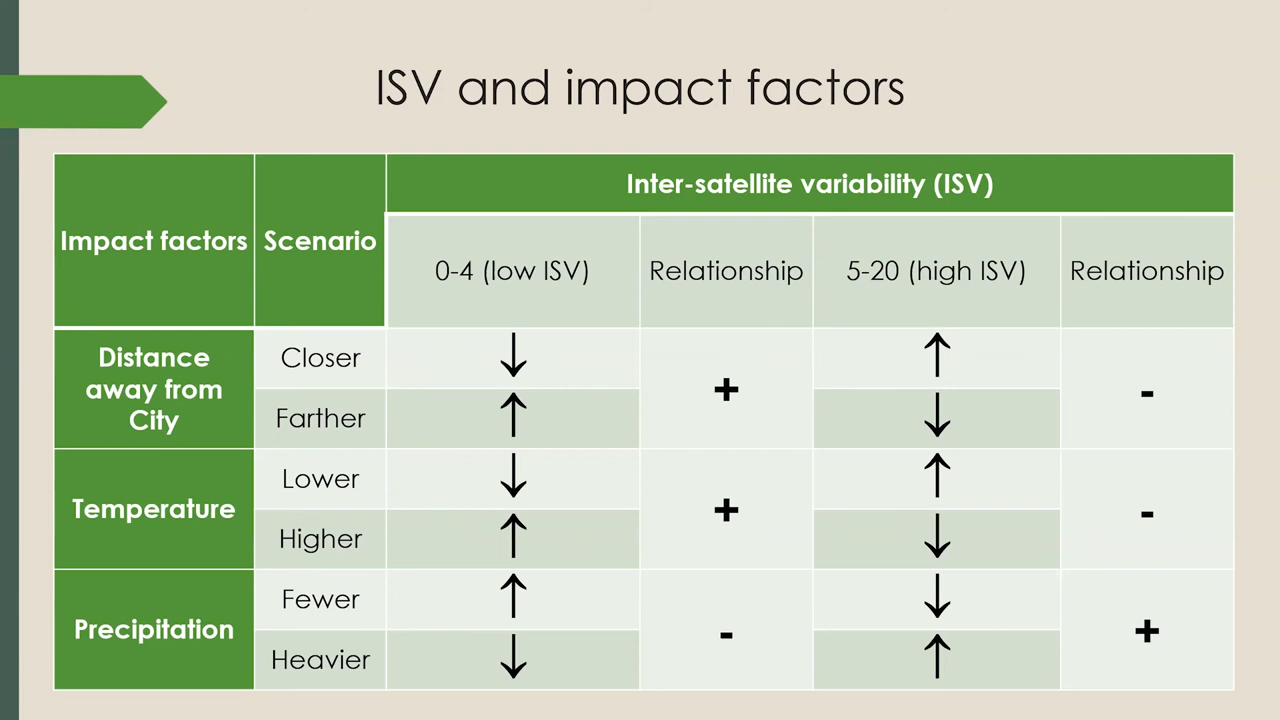 ISV and impact factors
Impact factors
Scenario
Inter-satellite variability (ISV)
0-4 (low ISV)
Relationship
5-20 (high ISV)
Relationship
Distance
away from
City
Closer
↓
+
↑
-
Farther
↑
↓
Temperature
Lower
↓
+
↑
-
Higher
↑
↓
Precipitation
Fewer
↑
-
↓
+
Heavier
↓
↑